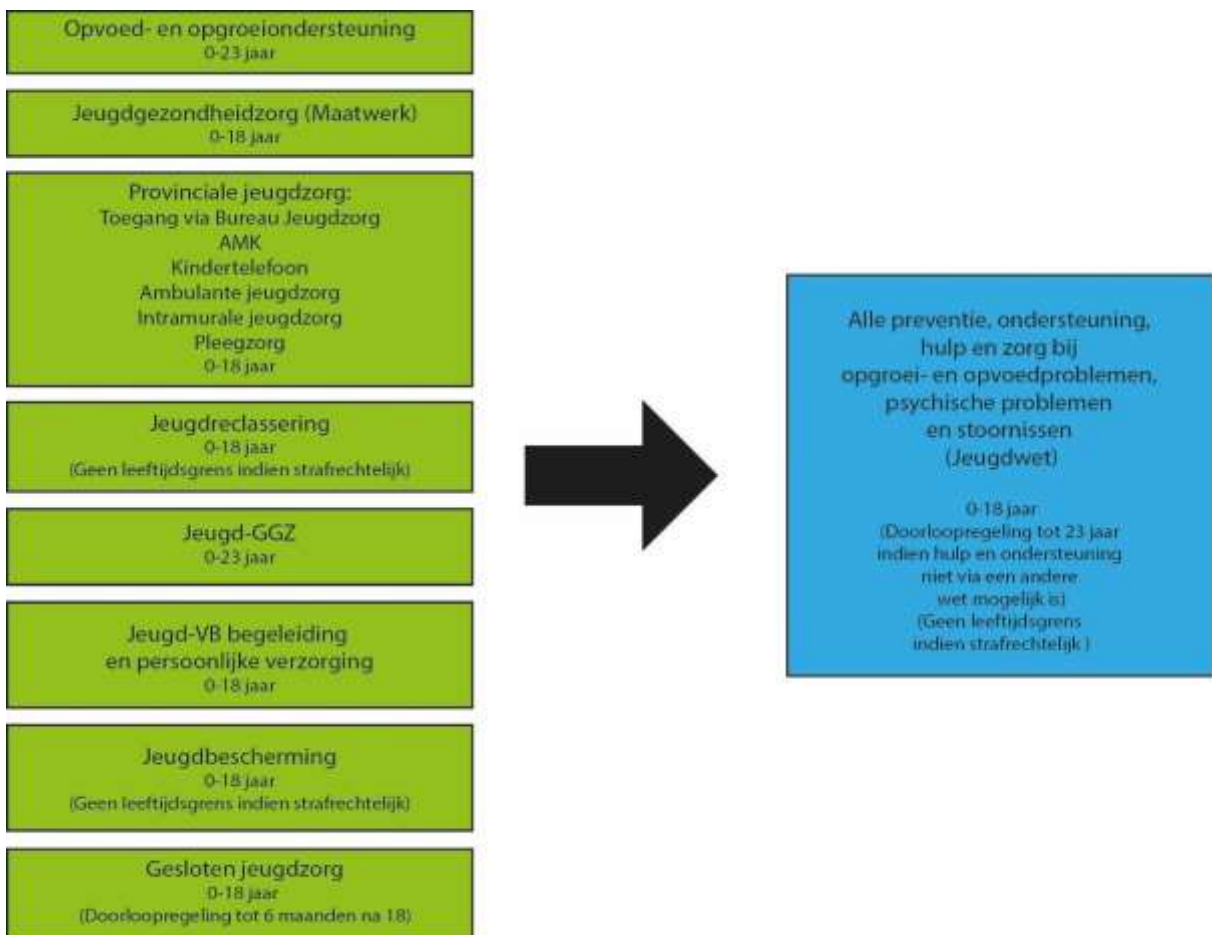 Opvoed- en opgroeiondersteuning
0-23 jaar
Jeugdgezondheidzorg (Maatwerk)
0-18 jaar
Provinciale jeugdzorg:
Toegang via Bureau Jeugdzorg
AMK
Kindertelefoon
Ambulante jeugdzorg
Intramurale jeugdzorg
Pleegzorg
0-18 jaar
Jeugdreclassering
0-18 jaar
(Geen leeftijdsgrens indien strafrechtelijk)
Jeugd-GGZ
0-23 jaar
Jeugd-VB begeleiding
en persoonlijke verzorging
0-18 jaar
Jeugdbescherming
0-18 jaar
(Geen leeftijdsgrens indien strafrechtelijk)
Gesloten jeugdzorg
0-18 jaar
(Doorloopregeling tot 6 maanden na 18)
Alle preventie, ondersteuning,
hulp en zorg bij
opgroei- en opvoedproblemen,
psychische problemen
en stoornissen
(Jeugdwet)
0-18 jaar
(Doorloopregeling tot 23 jaar
indien hulp en ondersteuning
niet via een andere
wet mogelijk is)
(Geen leeftijdsgrens
indien strafrechtelijk )